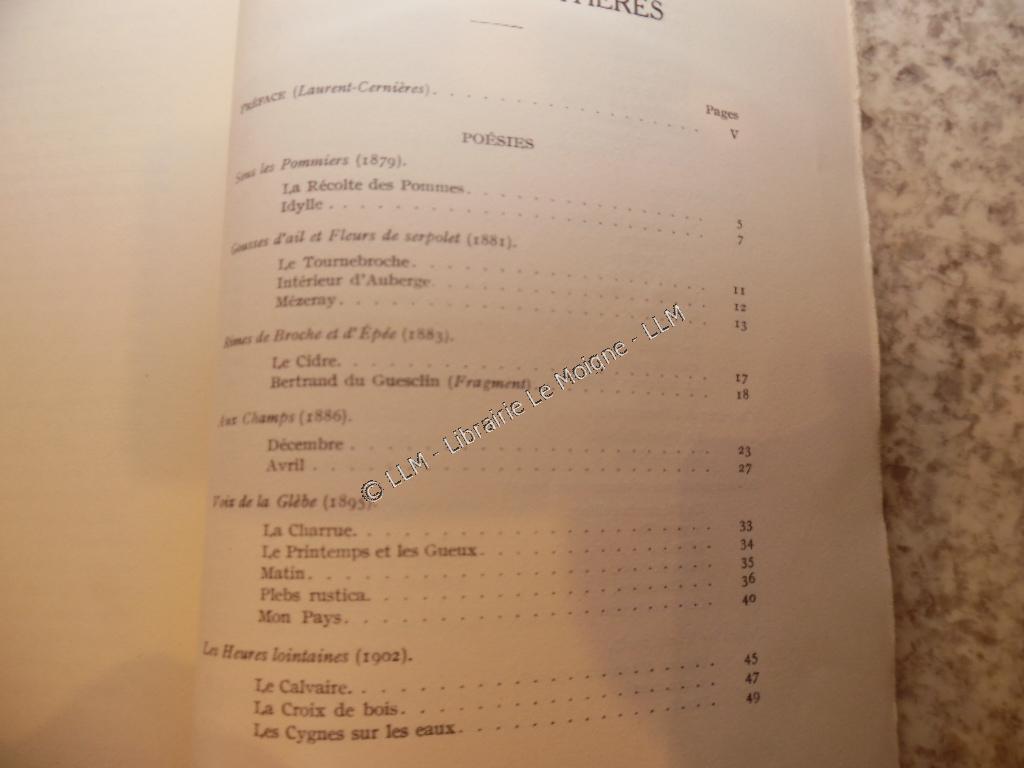 TIÈRES
PRÉFACE (Laurent-Cernières). . . . . . . . . . . . . . . V
Pages
POÉSIES
Sous les Pommiers (1879).
La Récolte des Pommes. . . . . . . . . . . . . . 5
Idylle . . . . . . . . . . . . . . . . . . . . 7
Gousses d'ail et Fleurs de serpolet (1881).
Le Tournebroche. . . . . . . . . . . . . . . . . 11
Intérieur d'Auberge. . . . . . . . . . . . . . . . 12
Mézeray. . . . . . . . . . . . . . . . . . . . 13
Rimes de Broche et d'Épée (1883).
Le Cidre. . . . . . . . . . . . . . . . . . . . 17
Bertrand du Guesclin (Fragment) . . . . . . . . . . 18
Aux Champs (1886).
Décembre . . . . . . . . . . . . . . . . . . . 23
Avril . . . . . . . . . . . . . . . . . . . . . 27
Voix de la Glèbe (1895).
La Charrue. . . . . . . . . . . . . . . . . . . 33
Le Printemps et les Gueux. . . . . . . . . . . . . 34
Matin. . . . . . . . . . . . . . . . . . . . . 35
Plebs rustica. . . . . . . . . . . . . . . . . . 36
Mon Pays. . . . . . . . . . . . . . . . . . . . 40
Les Heures lointaines (1902).
Le Calvaire. . . . . . . . . . . . . . . . . . . 45
La Croix de bois. . . . . . . . . . . . . . . . . 47
Les Cygnes sur les eaux. . . . . . . . . . . . . . 49
© LLM - Librairie Le Moigne - LLM